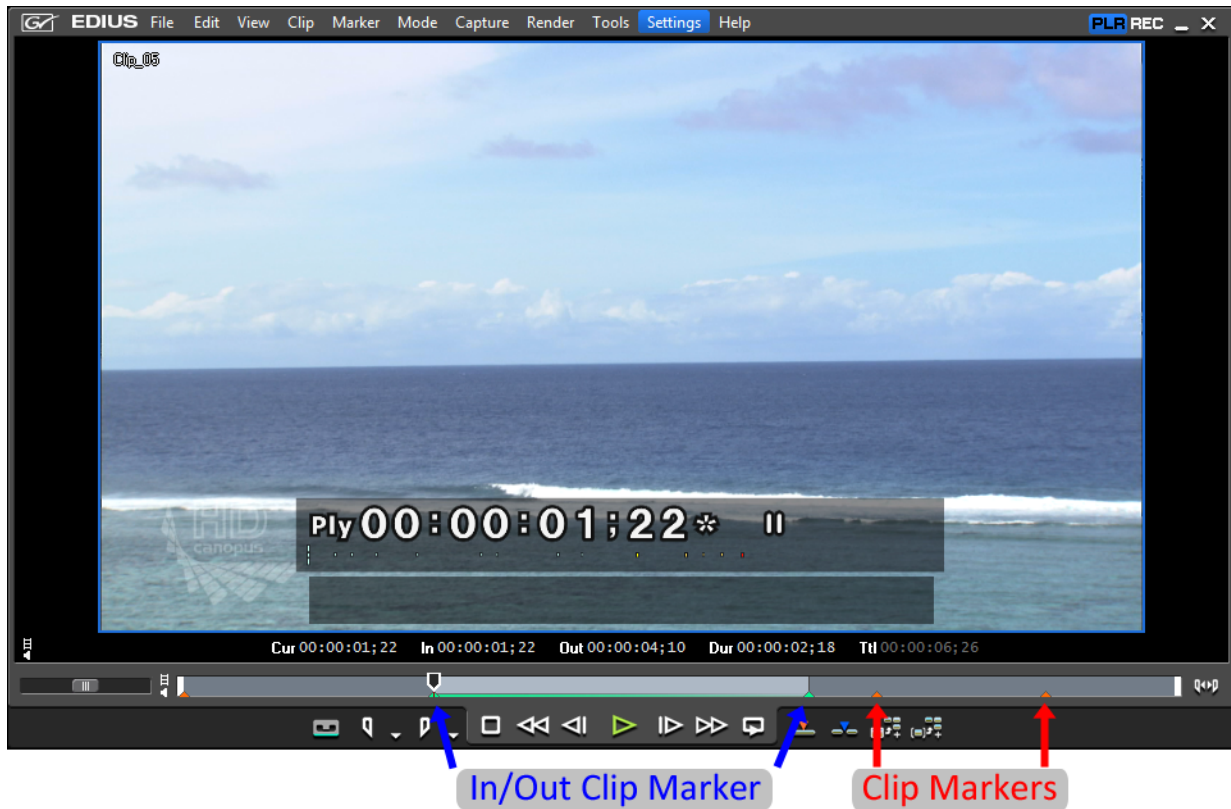 EDIUS File Edit View Clip Marker Mode Capture Render Tools Settings Help PLR REC
Clip_05
HD
canopus
Ply 00:00:01;22* II
Cur 00:00:01;22 In 00:00:01;22 Out 00:00:04;10 Dur 00:00:02;18 Ttl 00:00:06;26
In/Out Clip Marker Clip Markers